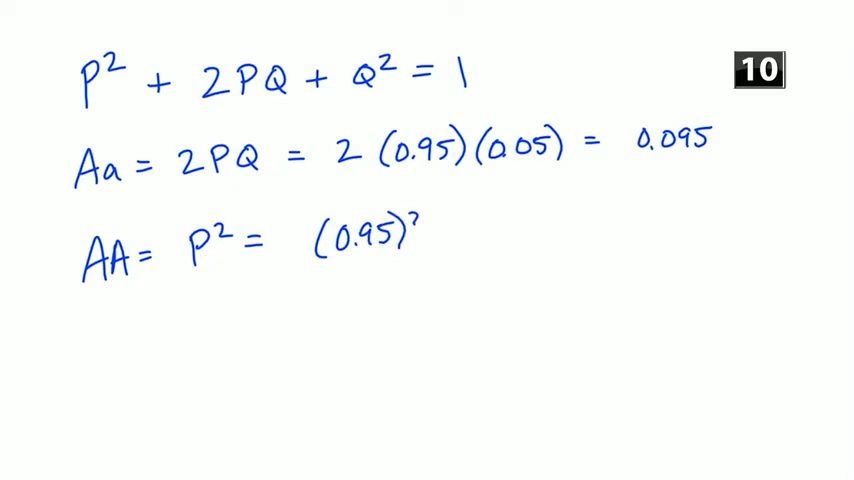 P² + 2PQ + Q² = 1
10
Aa = 2PQ = 2 (0.95)(0.05) = 0.095
AA = P² = (0.95)²